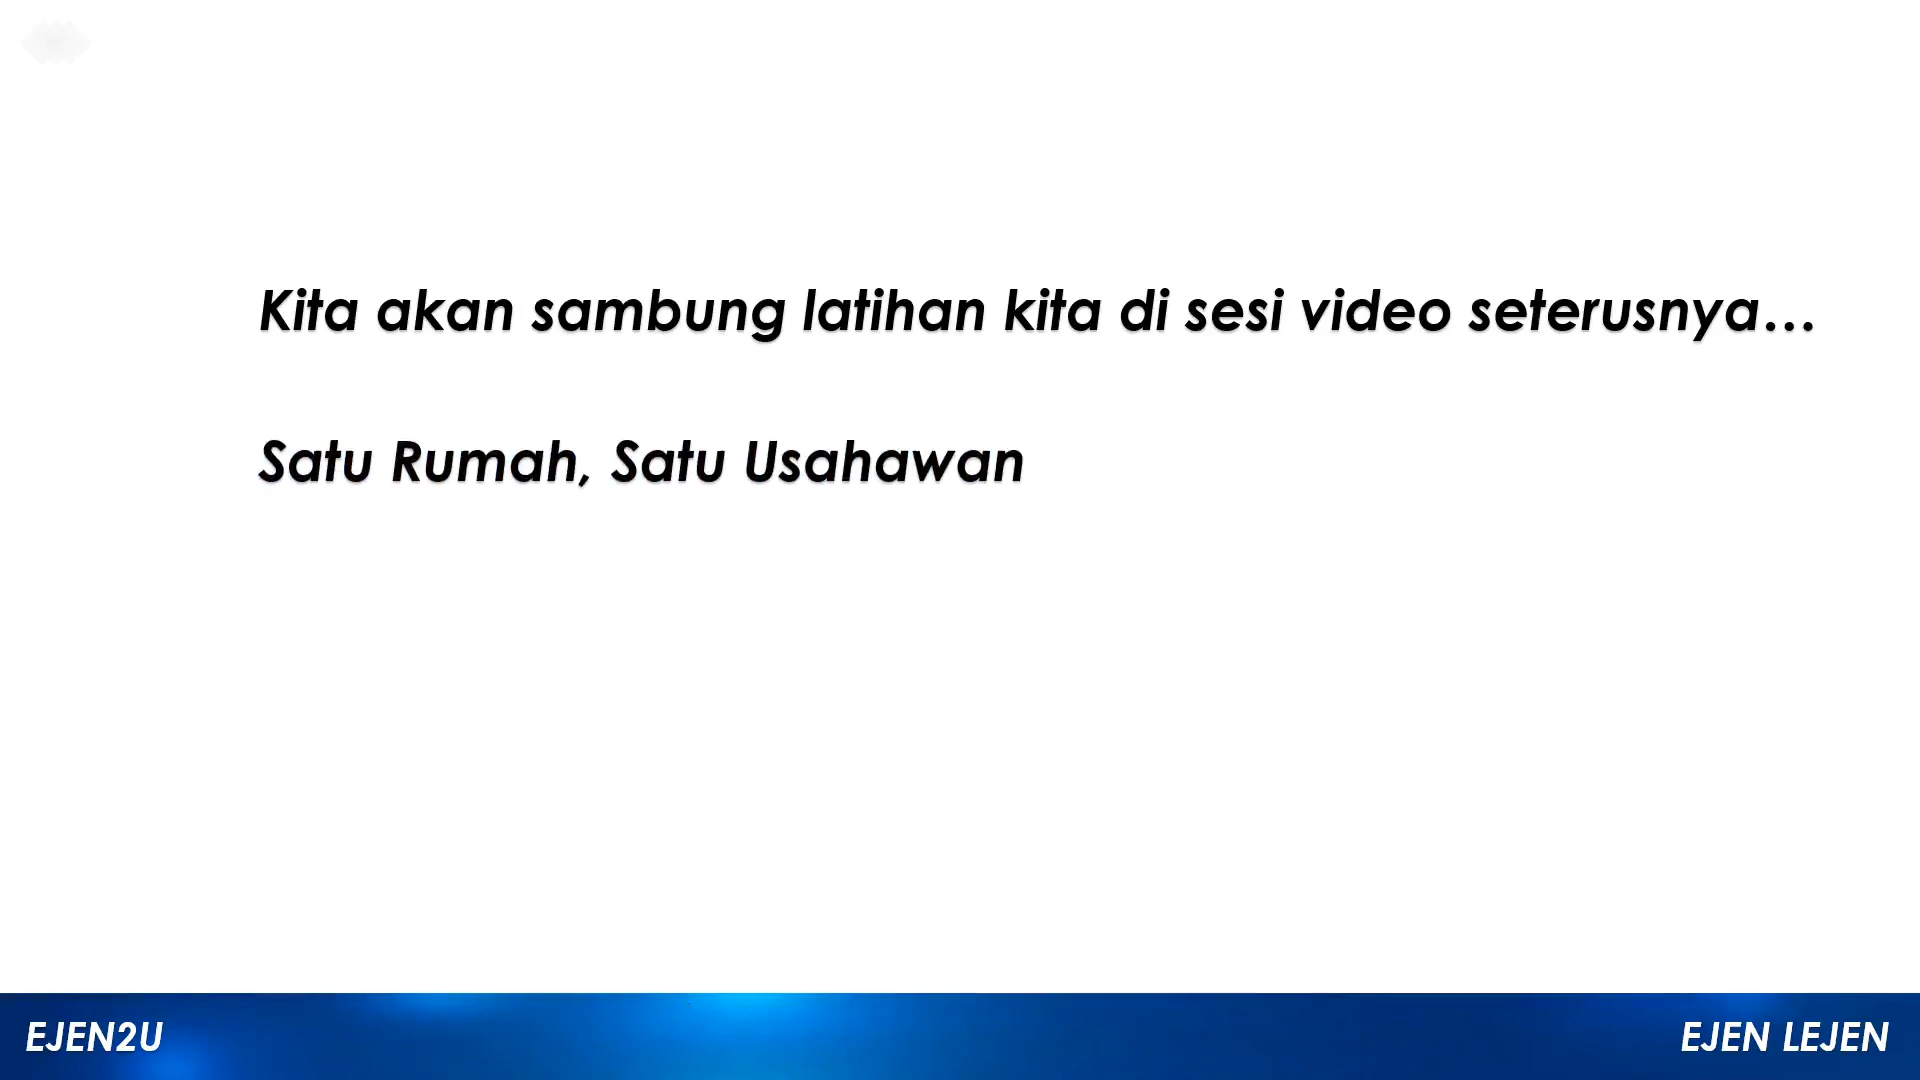 Kita akan sambung latihan kita di sesi video seterusnya...
Satu Rumah, Satu Usahawan
EJEN2U
EJEN LEJEN